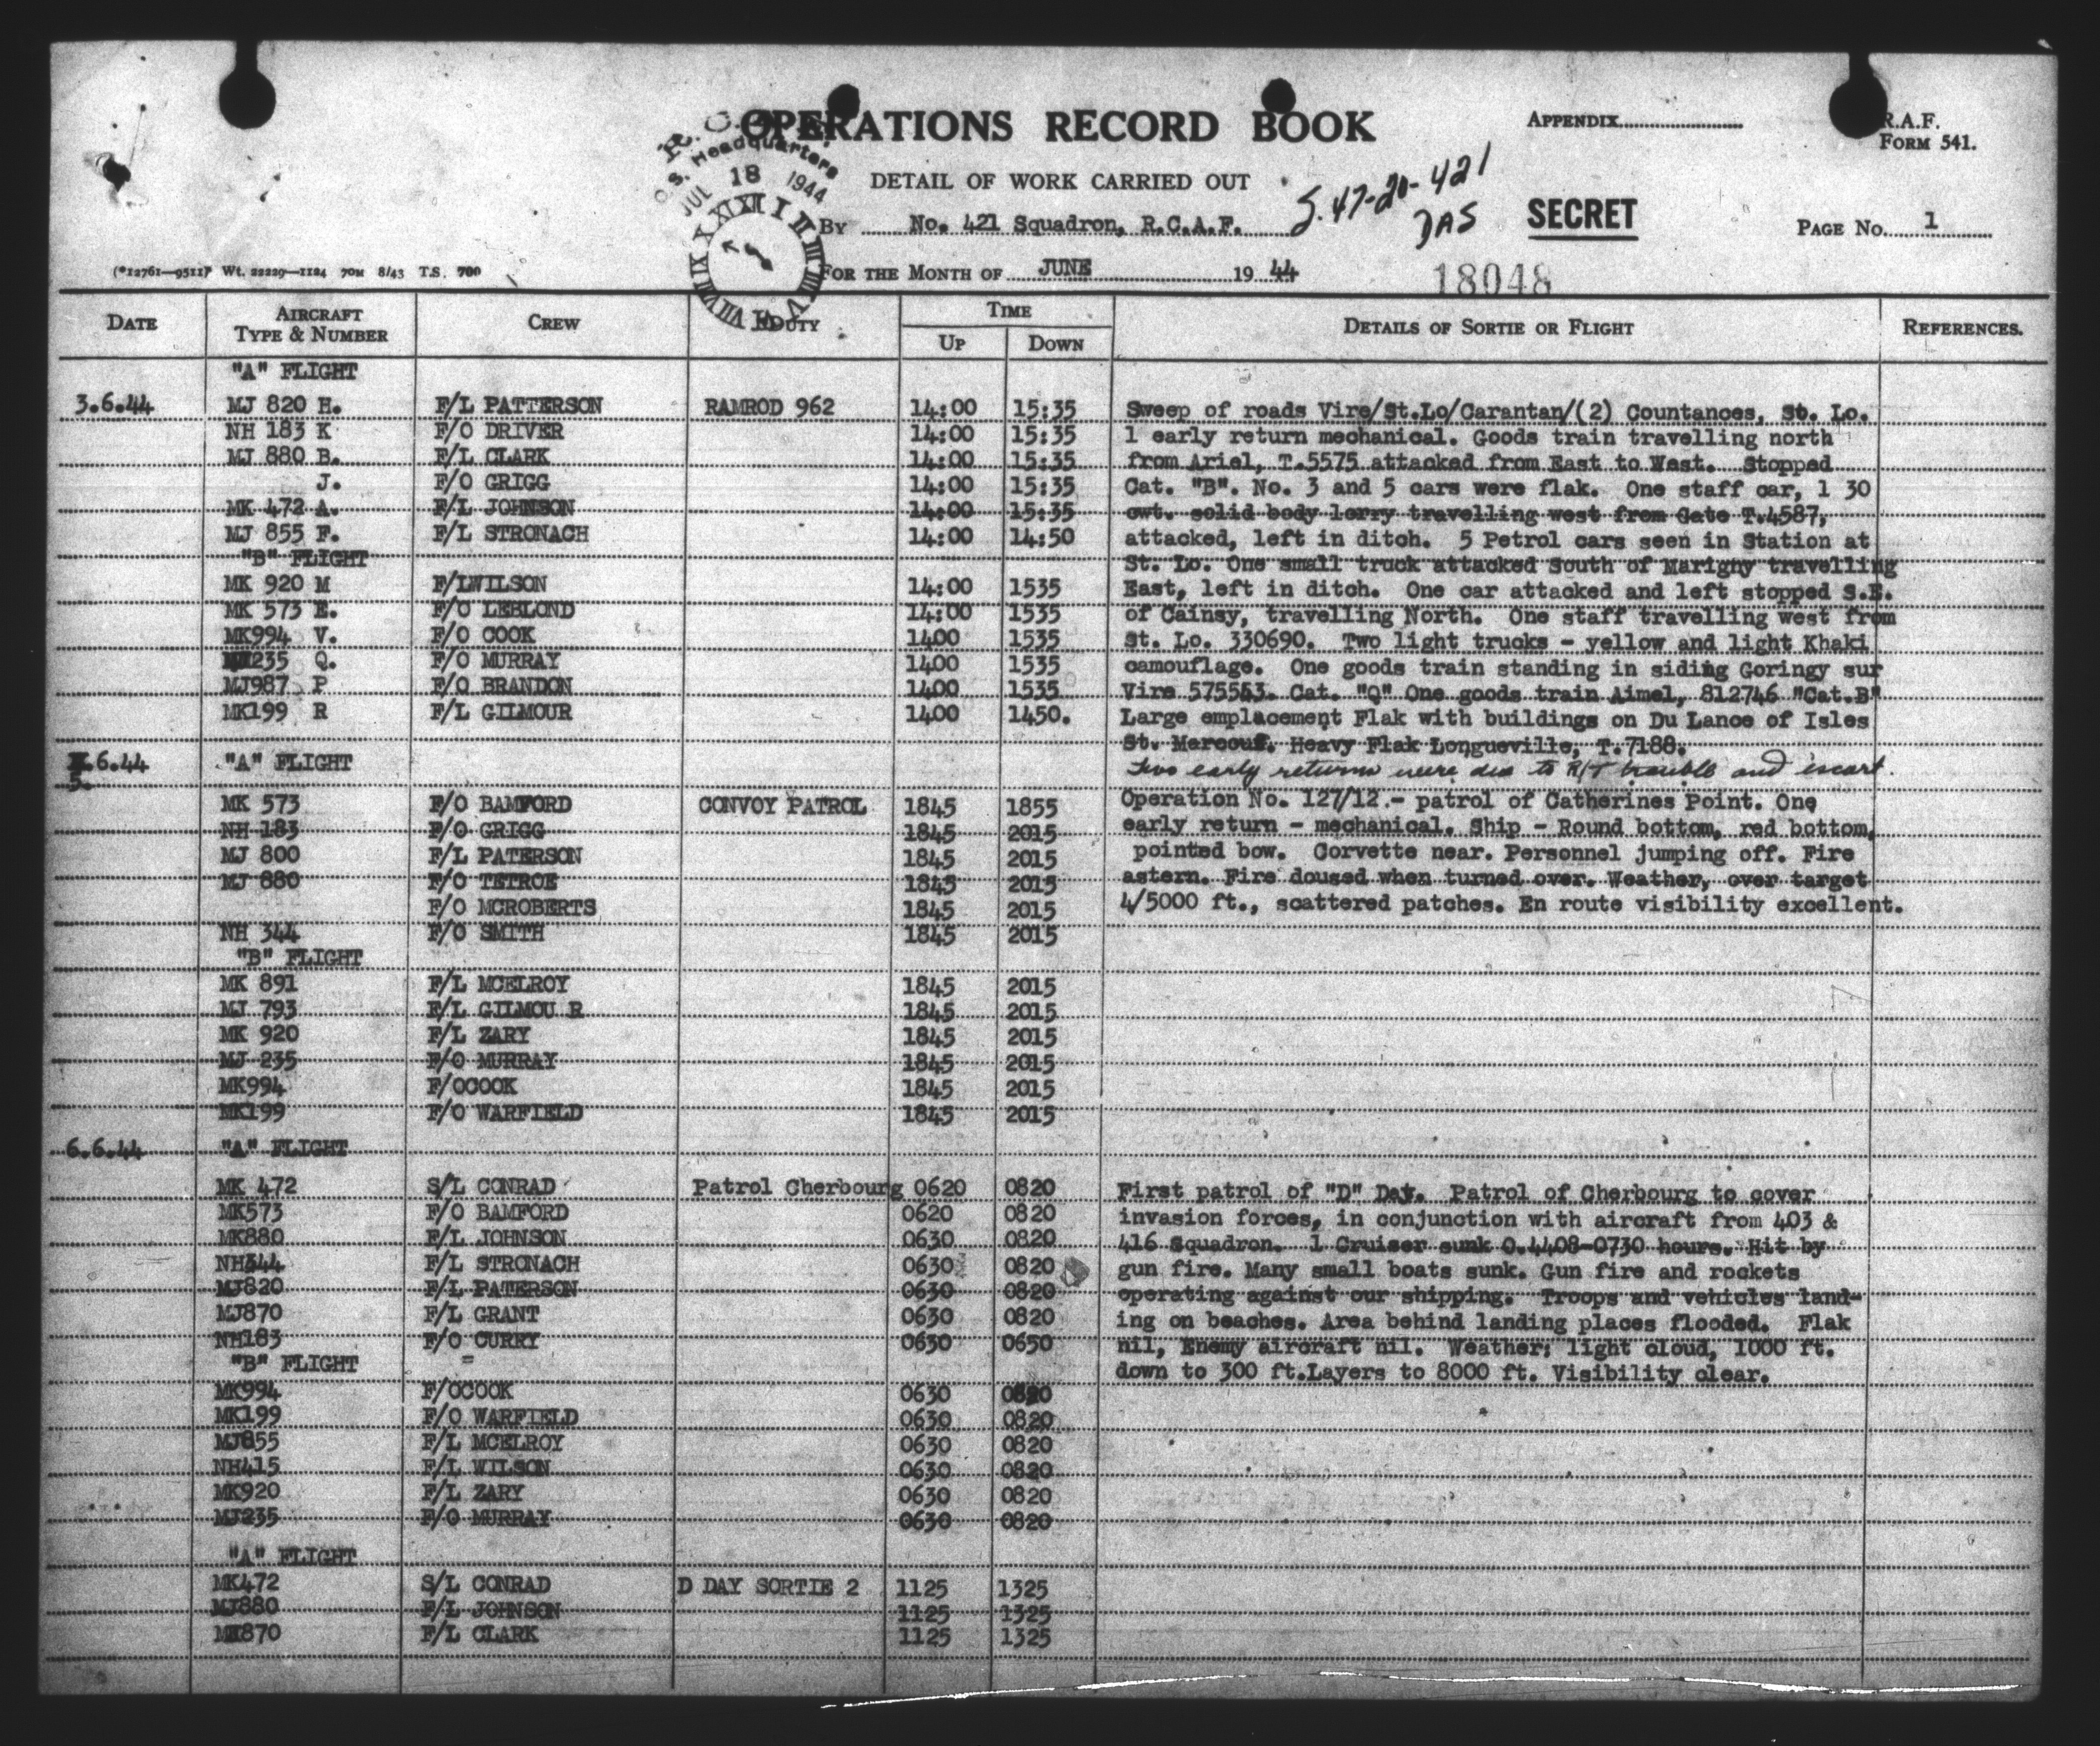 OPERATIONS RECORD BOOK
APPENDIX
R.A.F.
FORM 541.
Headquarters
JUL 18 1944
DETAIL OF WORK CARRIED OUT
S.47-20-421
DAS
SECRET
BY No. 421 Squadron, R.C.A.F.
PAGE No. 1
FOR THE MONTH OF JUNE 19 44
18048
(*12761—9511) Wt. 22229—1124 70M 8/43 T.S. 700
DATE AIRCRAFT TYPE & NUMBER CREW DUTY TIME UP DOWN DETAILS OF SORTIE OR FLIGHT REFERENCES.
"A" FLIGHT
3.6.44 MJ 820 H. F/L PATTERSON RAMROD 962 14:00 15:35 Sweep of roads Vire/St.Lo/Carantan/(2) Countances, St. Lo.
NH 183 K F/O DRIVER 14:00 15:35 1 early return mechanical. Goods train travelling north
MJ 880 B. F/L CLARK 14:00 15:35 from Ariel, T.5575 attacked from East to West. Stopped
J. F/O GRIGG 14:00 15:35 Cat. "B". No. 3 and 5 cars were flak. One staff car, 1 30
MK 472 A. F/L JOHNSON 14:00 15:35 cwt. solid body lorry travelling west from Gate T.4587,
MJ 855 F. F/L STRONACH 14:00 14:50 attacked, left in ditch. 5 Petrol cars seen in Station at
"B" FLIGHT St. Lo. One small truck attacked South of Marigny travelling
MK 920 M F/LWILSON 14:00 1535 East, left in ditch. One car attacked and left stopped S.E.
MK 573 E. F/O LEBLOND 14:00 1535 of Cainsy, travelling North. One staff travelling west from
MK994 V. F/O COOK 1400 1535 St. Lo. 330690. Two light trucks - yellow and light Khaki
235 Q. F/O MURRAY 1400 1535 camouflage. One goods train standing in siding Goringy sur
MJ987 P F/O BRANDON 1400 1535 Vire 575553. Cat. "Q" One goods train Aimel, 812746 "Cat.B"
MK199 R F/L GILMOUR 1400 1450. Large emplacement Flak with buildings on Du Lance of Isles
St. Marcouf. Heavy Flak Longueville, T.7188.
5.6.44 "A" FLIGHT Two early returns were due to R/T trouble and escort.
MK 573 F/O BAMFORD CONVOY PATROL 1845 1855 Operation No. 127/12.- patrol of Catherines Point. One
NH 183 F/O GRIGG 1845 2015 early return - mechanical. Ship - Round bottom, red bottom,
MJ 800 F/L PATERSON 1845 2015 pointed bow. Corvette near. Personnel jumping off. Fire
MJ 880 F/O TETROE 1845 2015 astern. Fire doused when turned over. Weather, over target
F/O MCROBERTS 1845 2015 4/5000 ft., scattered patches. En route visibility excellent.
NH 344 F/O SMITH 1845 2015
"B" FLIGHT
MK 891 F/L MCELROY 1845 2015
MJ 793 F/L GILMOU R 1845 2015
MK 920 F/L ZARY 1845 2015
MJ 235 F/O MURRAY 1845 2015
MK994 F/OCOOK 1845 2015
MK199 F/O WARFIELD 1845 2015
6.6.44 "A" FLIGHT
MK 472 S/L CONRAD Patrol Cherbourg 0620 0820 First patrol of "D" Day. Patrol of Cherbourg to cover
MK573 F/O BAMFORD 0620 0820 invasion forces, in conjunction with aircraft from 403 &
MK880 F/L JOHNSON 0630 0820 416 Squadron. 1 Cruiser sunk O.4408-0730 hours. Hit by
NH344 F/L STRONACH 0630 0820 gun fire. Many small boats sunk. Gun fire and rockets
MJ820 F/L PATERSON 0630 0820 operating against our shipping. Troops and vehicles land-
MJ870 F/L GRANT 0630 0820 ing on beaches. Area behind landing places flooded. Flak
NH183 F/O CURRY 0630 0650 nil, Enemy aircraft nil. Weather; light cloud, 1000 ft.
"B" FLIGHT = down to 300 ft.Layers to 8000 ft. Visibility clear.
MK994 F/OCOOK 0630 0820
MK199 F/O WARFIELD 0630 0820
MJ855 F/L MCELROY 0630 0820
NH415 F/L WILSON 0630 0820
MK920 F/L ZARY 0630 0820
MJ235 F/O MURRAY 0630 0820
"A" FLIGHT
MK472 S/L CONRAD D DAY SORTIE 2 1125 1325
MJ880 F/L JOHNSON 1125 1325
870 F/L CLARK 1125 1325